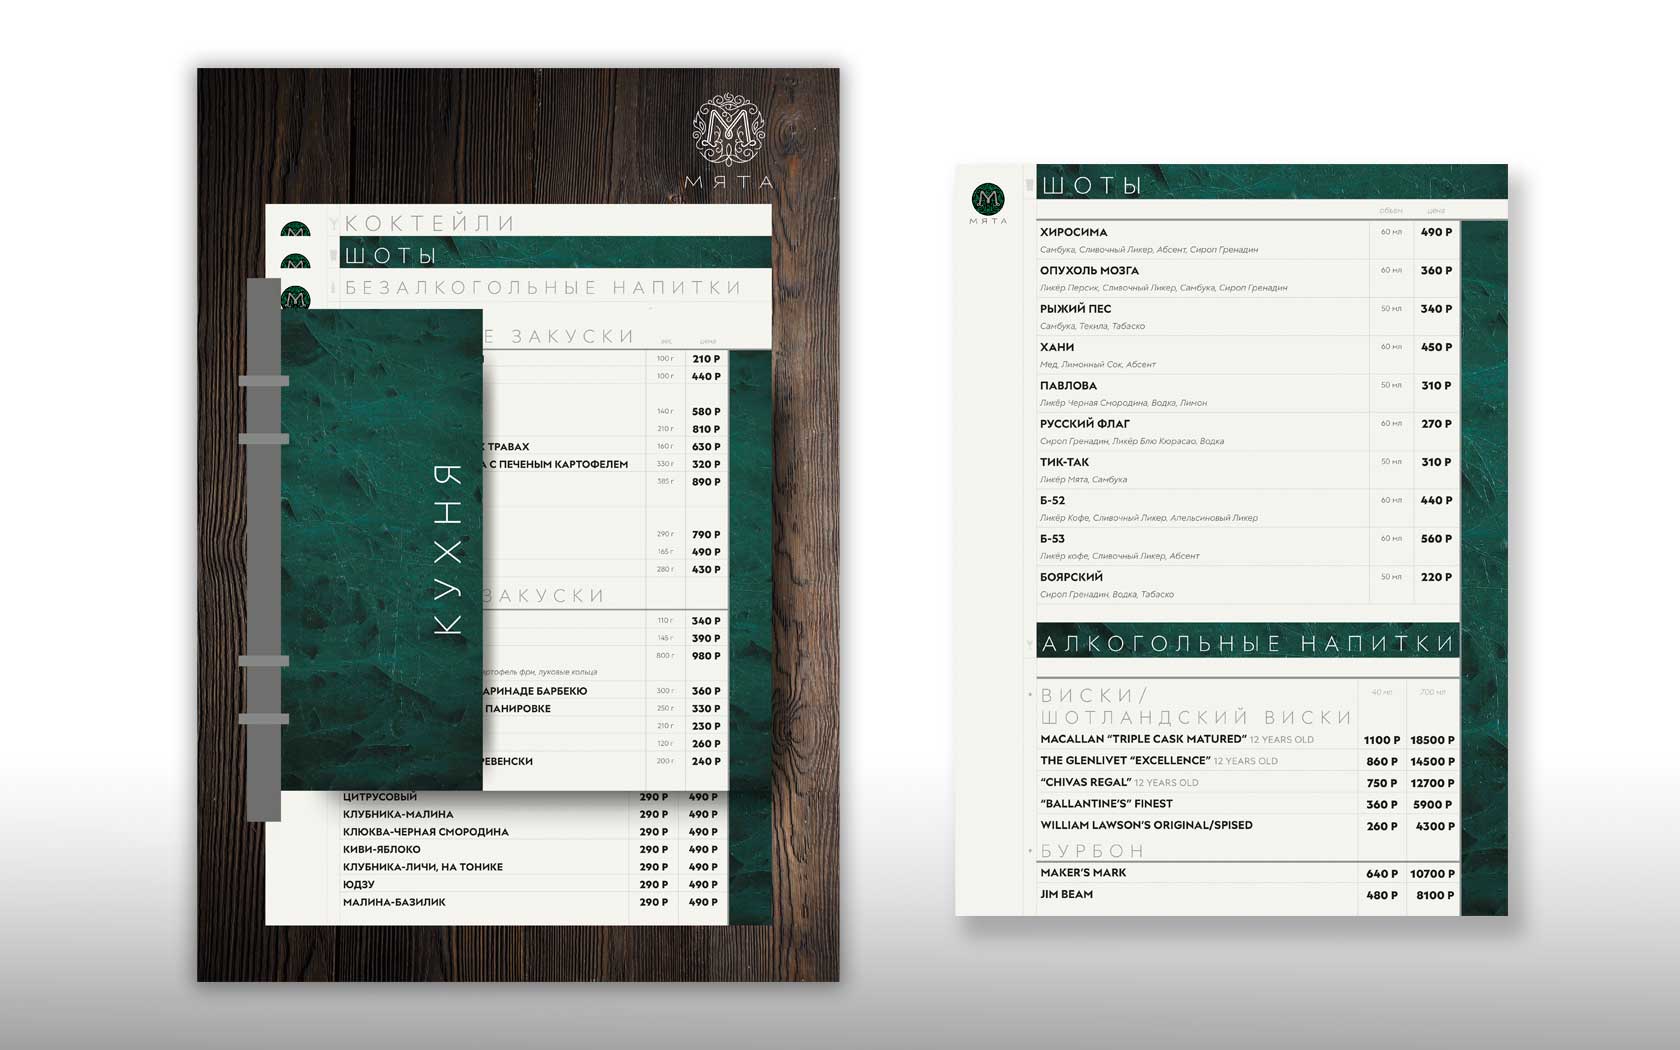 МЯТА
КОКТЕЙЛИ
ШОТЫ
БЕЗАЛКОГОЛЬНЫЕ НАПИТКИ
Е ЗАКУСКИ вес цена
100 г 210 Р
100 г 440 Р
140 г 580 Р
210 г 810 Р
ТРАВАХ 160 г 630 Р
А С ПЕЧЕНЫМ КАРТОФЕЛЕМ 330 г 320 Р
385 г 890 Р
290 г 790 Р
165 г 490 Р
280 г 430 Р
ЗАКУСКИ
110 г 340 Р
145 г 390 Р
800 г 980 Р
артофель фри, луковые кольца
АРИНАДЕ БАРБЕКЮ 300 г 360 Р
ПАНИРОВКЕ 250 г 330 Р
210 г 230 Р
120 г 260 Р
РЕВЕНСКИ 200 г 240 Р
КУХНЯ
ЦИТРУСОВЫЙ 290 Р 490 Р
КЛУБНИКА-МАЛИНА 290 Р 490 Р
КЛЮКВА-ЧЕРНАЯ СМОРОДИНА 290 Р 490 Р
КИВИ-ЯБЛОКО 290 Р 490 Р
КЛУБНИКА-ЛИЧИ, НА ТОНИКЕ 290 Р 490 Р
ЮДЗУ 290 Р 490 Р
МАЛИНА-БАЗИЛИК 290 Р 490 Р
МЯТА
ШОТЫ
объем цена
ХИРОСИМА 60 мл 490 Р
Самбука, Сливочный Ликер, Абсент, Сироп Гренадин
ОПУХОЛЬ МОЗГА 60 мл 360 Р
Ликёр Персик, Сливочный Ликер, Самбука, Сироп Гренадин
РЫЖИЙ ПЕС 50 мл 340 Р
Самбука, Текила, Табаско
ХАНИ 60 мл 450 Р
Мед, Лимонный Сок, Абсент
ПАВЛОВА 50 мл 310 Р
Ликёр Черная Смородина, Водка, Лимон
РУССКИЙ ФЛАГ 60 мл 270 Р
Сироп Гренадин, Ликёр Блю Кюрасао, Водка
ТИК-ТАК 50 мл 310 Р
Ликёр Мята, Самбука
Б-52 60 мл 440 Р
Ликёр Кофе, Сливочный Ликер, Апельсиновый Ликер
Б-53 60 мл 560 Р
Ликёр кофе, Сливочный Ликер, Абсент
БОЯРСКИЙ 50 мл 220 Р
Сироп Гренадин, Водка, Табаско
АЛКОГОЛЬНЫЕ НАПИТКИ
ВИСКИ/ 40 мл 700 мл
ШОТЛАНДСКИЙ ВИСКИ
MACALLAN “TRIPLE CASK MATURED” 12 YEARS OLD 1100 Р 18500 Р
THE GLENLIVET “EXCELLENCE” 12 YEARS OLD 860 Р 14500 Р
“CHIVAS REGAL” 12 YEARS OLD 750 Р 12700 Р
“BALLANTINE’S” FINEST 360 Р 5900 Р
WILLIAM LAWSON’S ORIGINAL/SPISED 260 Р 4300 Р
БУРБОН
MAKER’S MARK 640 Р 10700 Р
JIM BEAM 480 Р 8100 Р